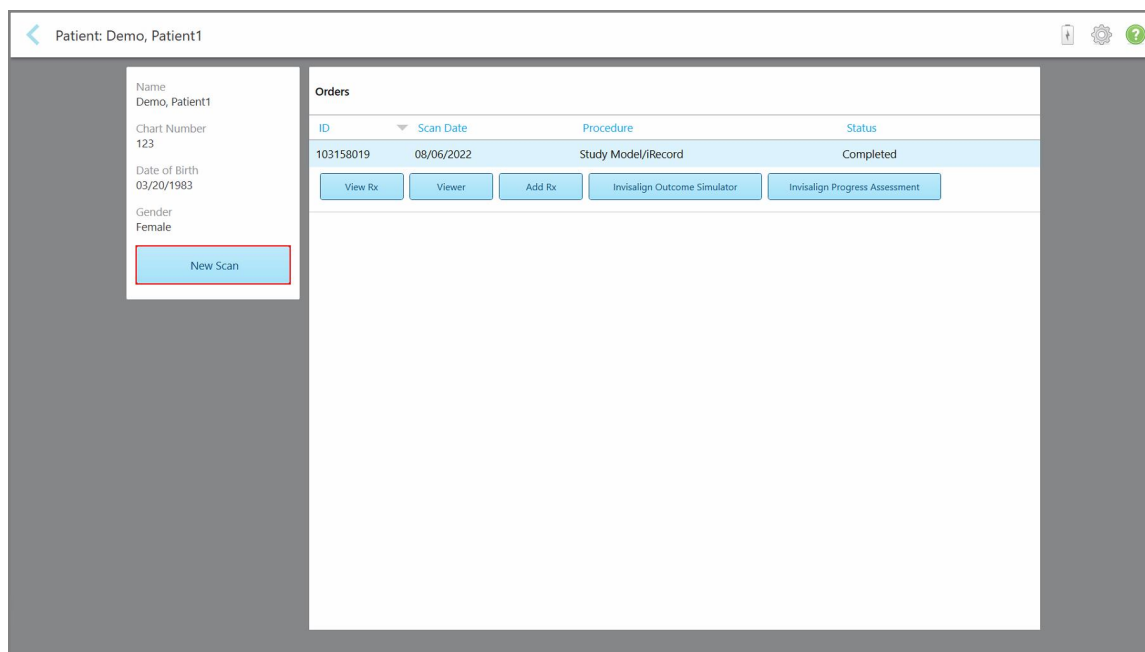 Patient: Demo, Patient1
?
Name
Demo, Patient1
Chart Number
123
Date of Birth
03/20/1983
Gender
Female
New Scan
Orders
ID Scan Date Procedure Status
103158019 08/06/2022 Study Model/iRecord Completed
View Rx Viewer Add Rx Invisalign Outcome Simulator Invisalign Progress Assessment